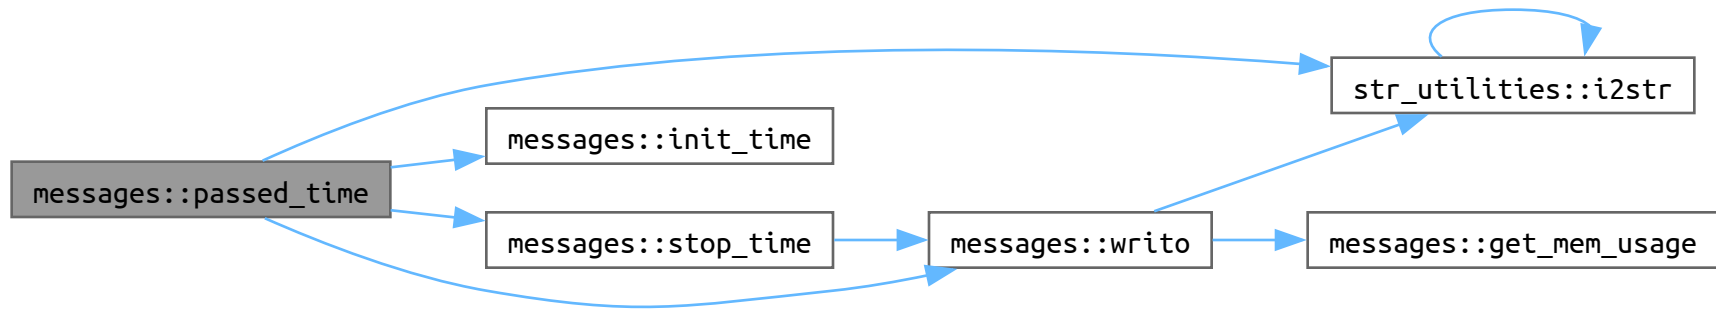 messages::passed_time
messages::init_time
messages::stop_time
messages::writo
str_utilities::i2str
messages::get_mem_usage